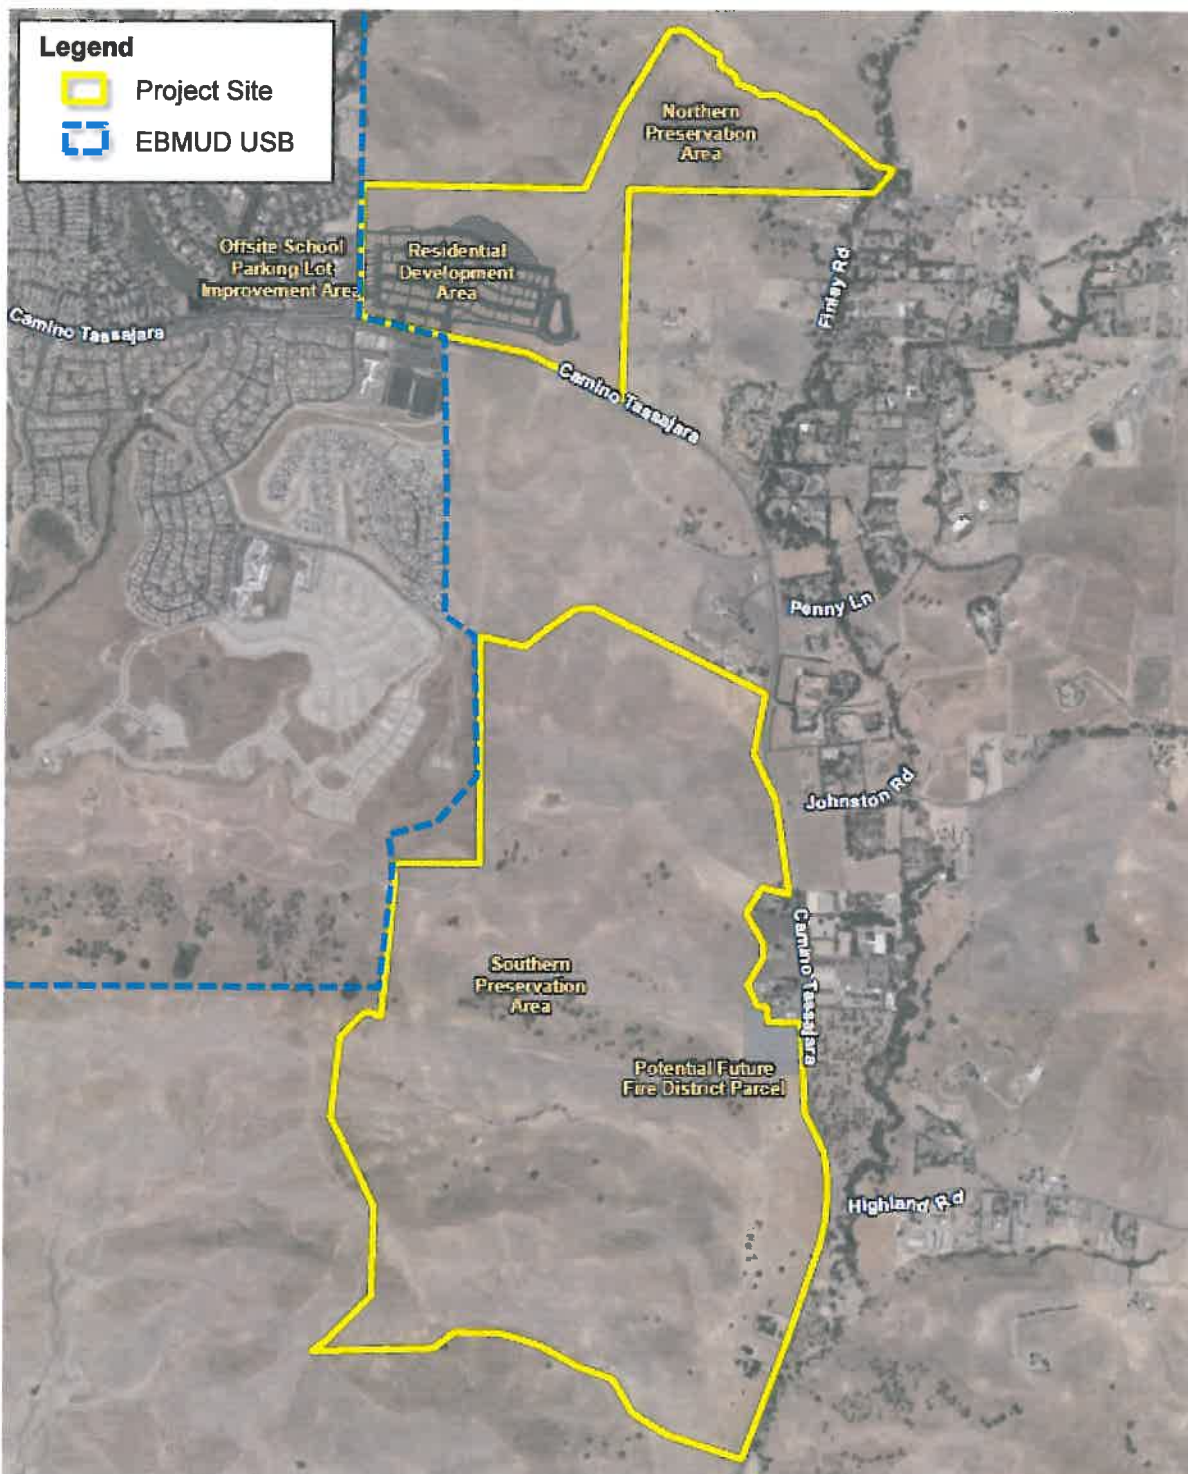 Legend
Project Site
EBMUD USB
Northern
Preservation
Area
Offsite School
Parking Lot
Improvement Area
Residential
Development
Area
Finley Rd
Camino Tassajara
Camino Tassajara
Penny Ln
Johnston Rd
Camino Tassajara
Southern
Preservation
Area
Potential Future
Fire District Parcel
Highland Rd